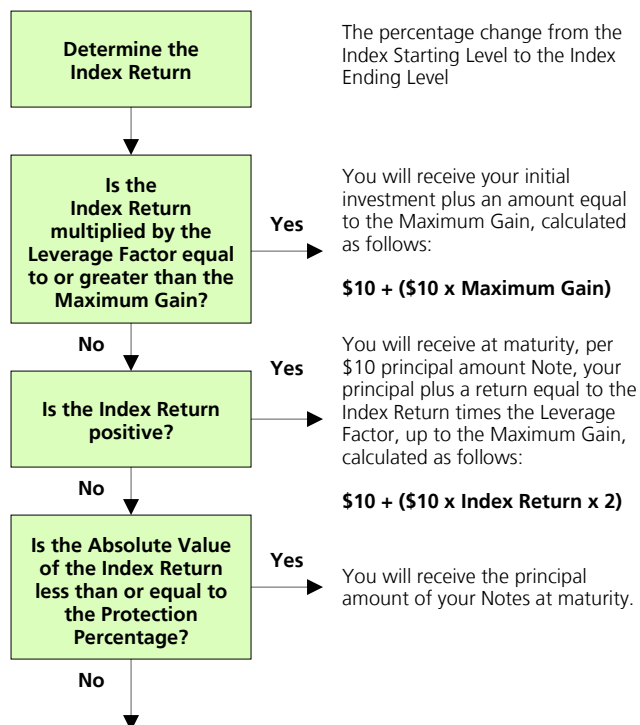 Determine the
Index Return
The percentage change from the
Index Starting Level to the Index
Ending Level
Is the
Index Return
multiplied by the
Leverage Factor equal
to or greater than the
Maximum Gain?
Yes
You will receive your initial
investment plus an amount equal
to the Maximum Gain, calculated
as follows:
$10 + ($10 x Maximum Gain)
No
Is the Index Return
positive?
Yes
You will receive at maturity, per
$10 principal amount Note, your
principal plus a return equal to the
Index Return times the Leverage
Factor, up to the Maximum Gain,
calculated as follows:
$10 + ($10 x Index Return x 2)
No
Is the Absolute Value
of the Index Return
less than or equal to
the Protection
Percentage?
Yes
You will receive the principal
amount of your Notes at maturity.
No